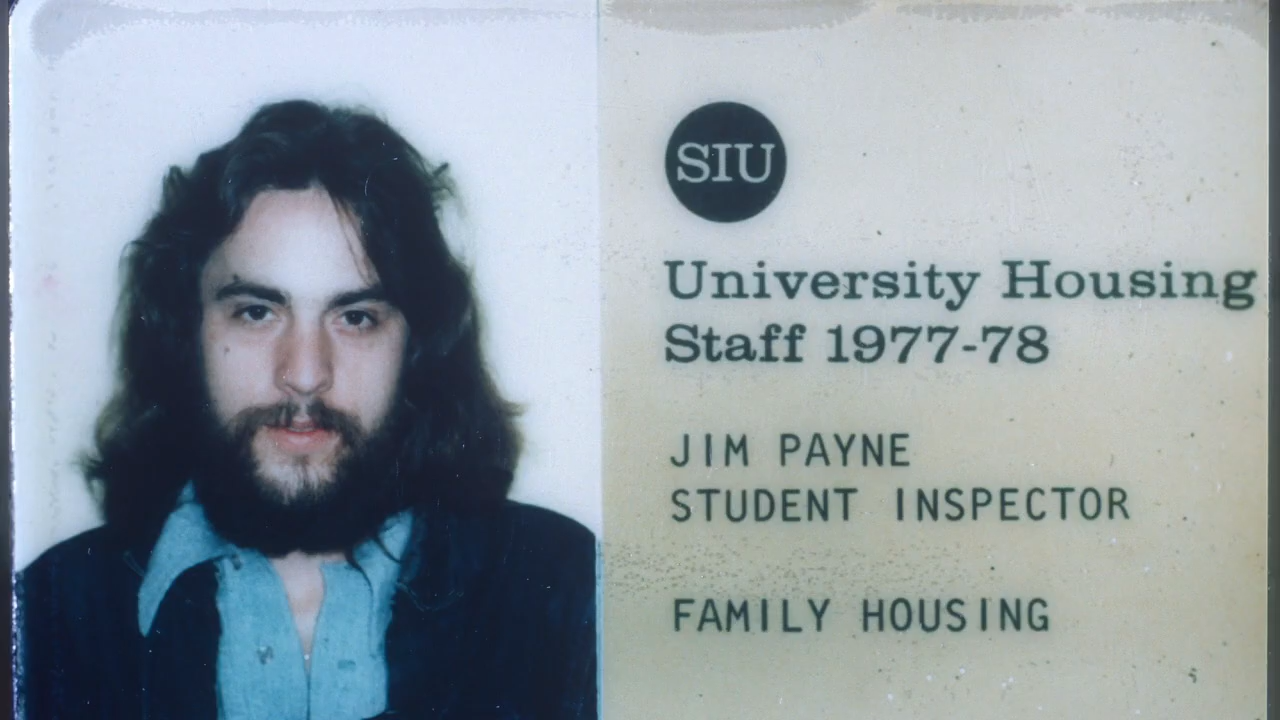 SIU
University Housing
Staff 1977-78
JIM PAYNE
STUDENT INSPECTOR
FAMILY HOUSING